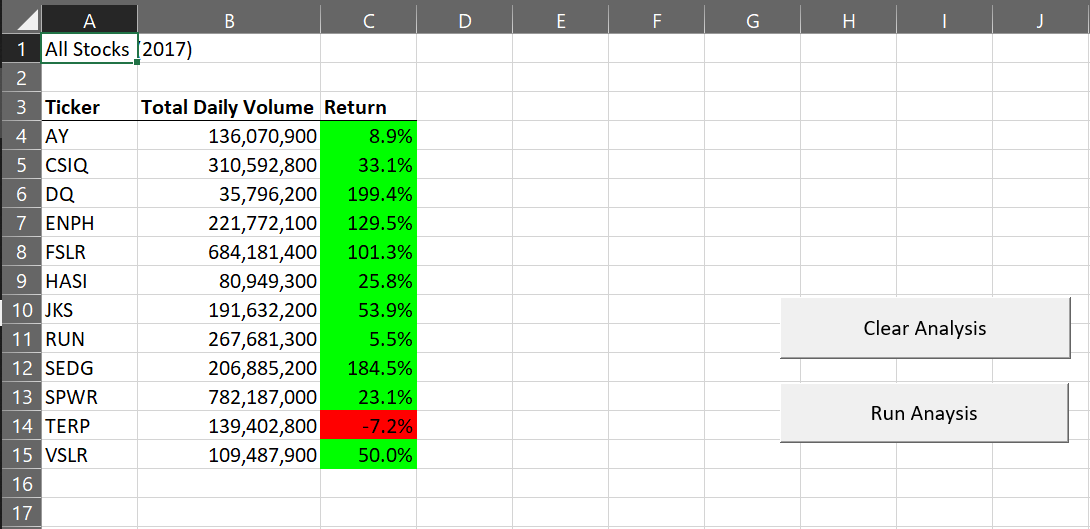 A B C D E F G H I J
1 All Stocks (2017)
2
3 Ticker Total Daily Volume Return
4 AY 136,070,900 8.9%
5 CSIQ 310,592,800 33.1%
6 DQ 35,796,200 199.4%
7 ENPH 221,772,100 129.5%
8 FSLR 684,181,400 101.3%
9 HASI 80,949,300 25.8%
10 JKS 191,632,200 53.9%
Clear Analysis
11 RUN 267,681,300 5.5%
12 SEDG 206,885,200 184.5%
13 SPWR 782,187,000 23.1%
Run Anaysis
14 TERP 139,402,800 -7.2%
15 VSLR 109,487,900 50.0%
16
17